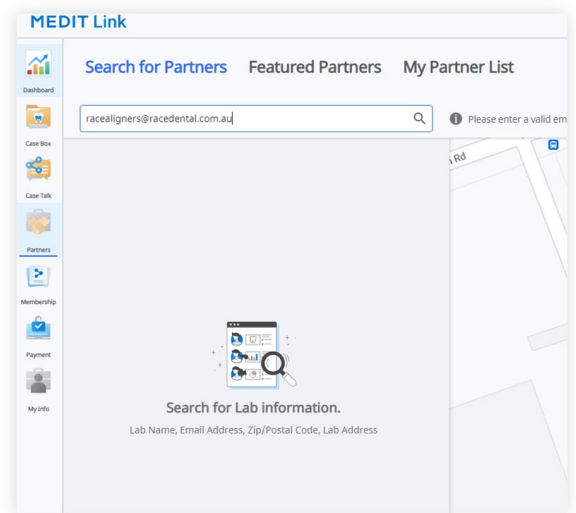 MEDIT Link
Search for Partners Featured Partners My Partner List
racealigners@racedental.com.au
Please enter a valid em
Dashboard
Case Box
Case Talk
Partners
Membership
Payment
My Info
Rd
Search for Lab information.
Lab Name, Email Address, Zip/Postal Code, Lab Address